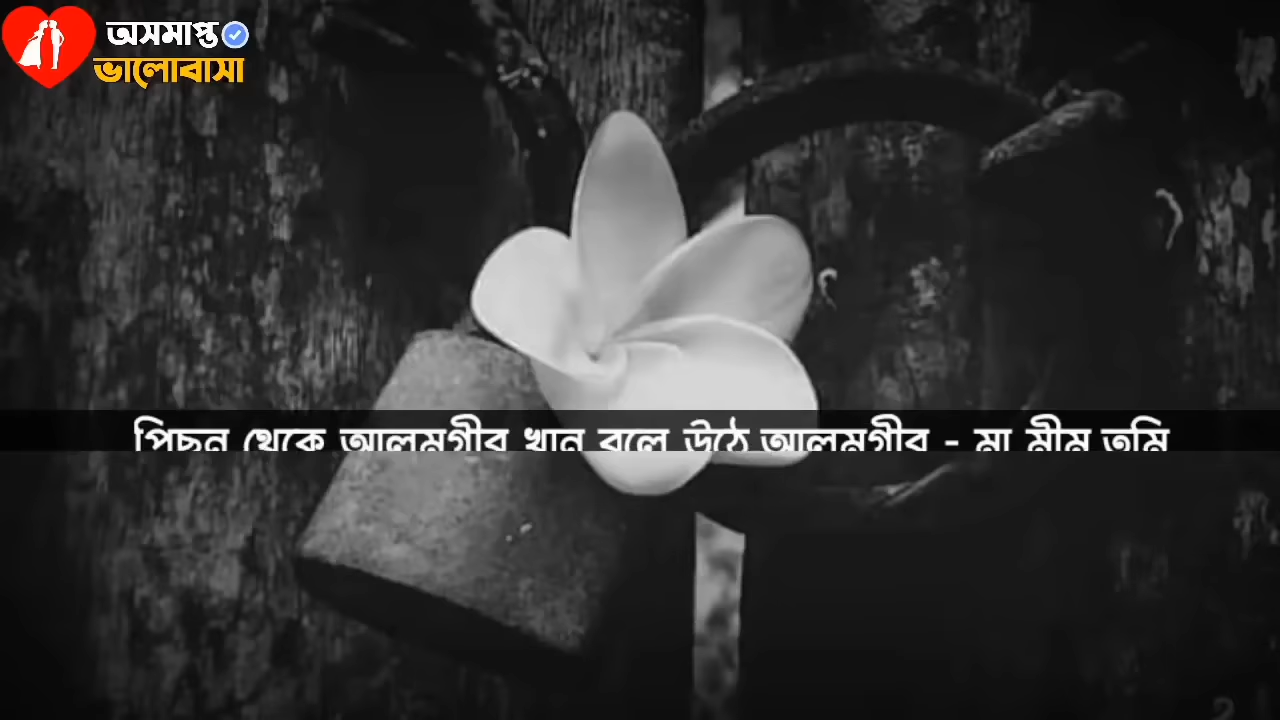 অসমাপ্ত
ভালোবাসা
পিছন থেকে আলমগীর খান বলে উঠে আলমগীর - মা মীম তুমি